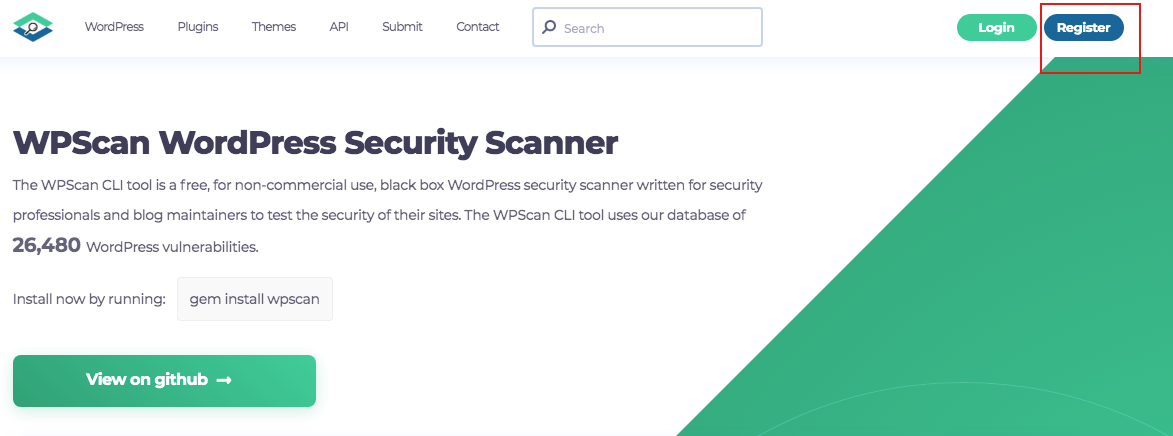 WordPress Plugins Themes API Submit Contact Search Login Register
WPScan WordPress Security Scanner
The WPScan CLI tool is a free, for non-commercial use, black box WordPress security scanner written for security
professionals and blog maintainers to test the security of their sites. The WPScan CLI tool uses our database of
26,480 WordPress vulnerabilities.
Install now by running: gem install wpscan
View on github →